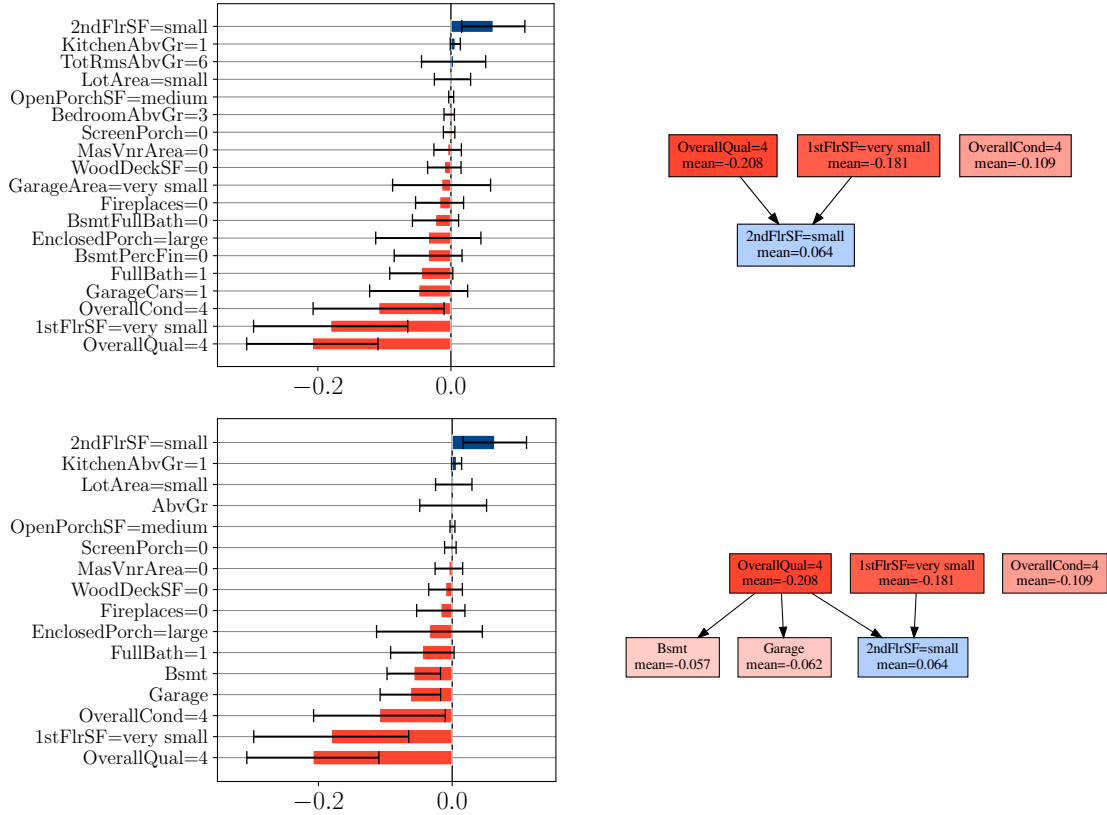 2ndFlrSF=small
KitchenAbvGr=1
TotRmsAbvGr=6
LotArea=small
OpenPorchSF=medium
BedroomAbvGr=3
ScreenPorch=0
MasVnrArea=0
WoodDeckSF=0
GarageArea=very small
Fireplaces=0
BsmtFullBath=0
EnclosedPorch=large
BsmtPercFin=0
FullBath=1
GarageCars=1
OverallCond=4
1stFlrSF=very small
OverallQual=4
−0.2 0.0
OverallQual=4
mean=-0.208
1stFlrSF=very small
mean=-0.181
OverallCond=4
mean=-0.109
2ndFlrSF=small
mean=0.064
2ndFlrSF=small
KitchenAbvGr=1
LotArea=small
AbvGr
OpenPorchSF=medium
ScreenPorch=0
MasVnrArea=0
WoodDeckSF=0
Fireplaces=0
EnclosedPorch=large
FullBath=1
Bsmt
Garage
OverallCond=4
1stFlrSF=very small
OverallQual=4
−0.2 0.0
OverallQual=4
mean=-0.208
1stFlrSF=very small
mean=-0.181
OverallCond=4
mean=-0.109
Bsmt
mean=-0.057
Garage
mean=-0.062
2ndFlrSF=small
mean=0.064